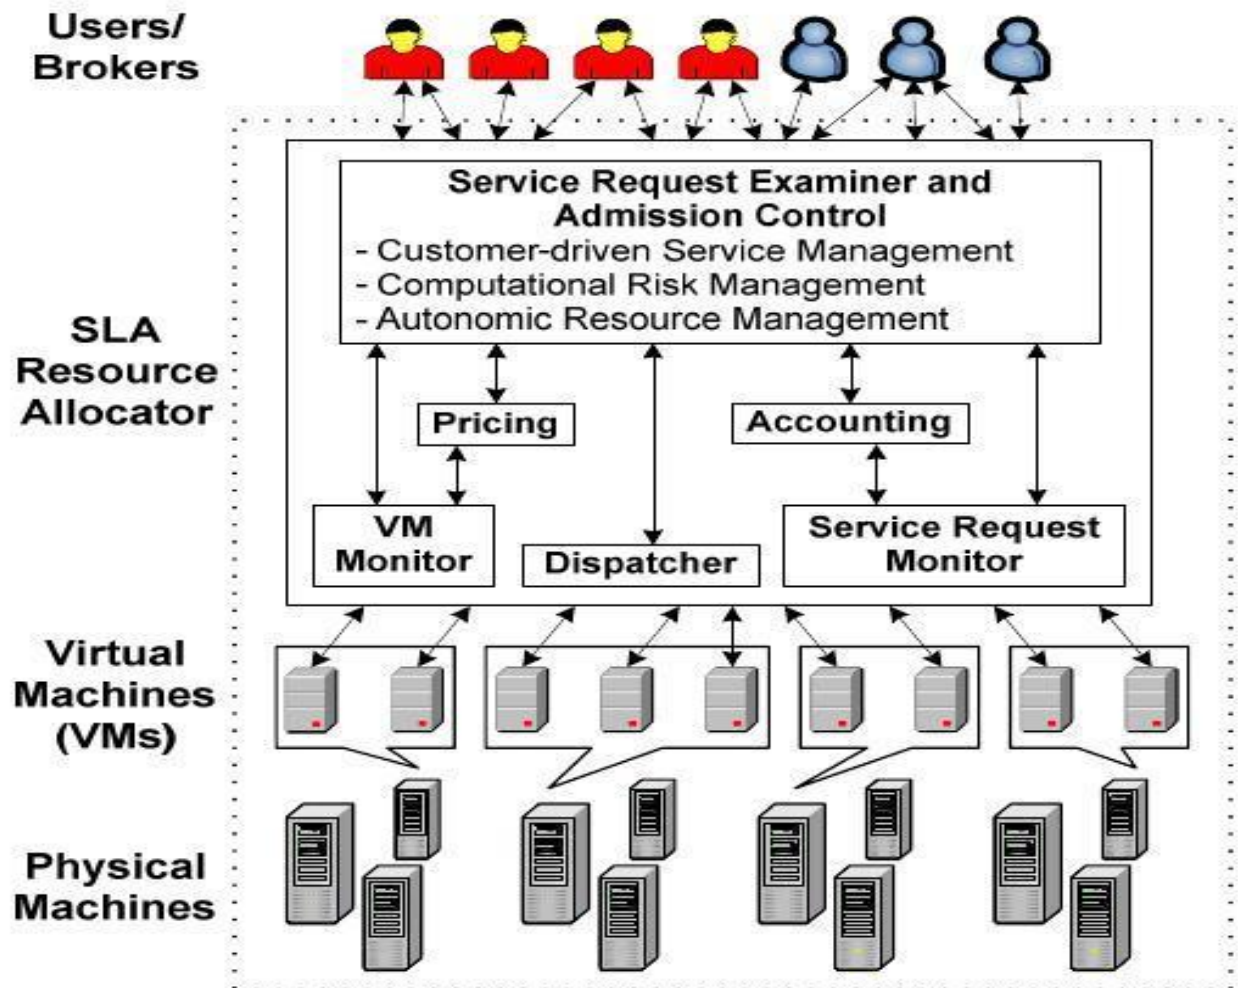 Users/
Brokers
Service Request Examiner and
Admission Control
- Customer-driven Service Management
- Computational Risk Management
- Autonomic Resource Management
SLA
Resource
Allocator
Pricing
Accounting
VM
Monitor
Dispatcher
Service Request
Monitor
Virtual
Machines
(VMs)
Physical
Machines